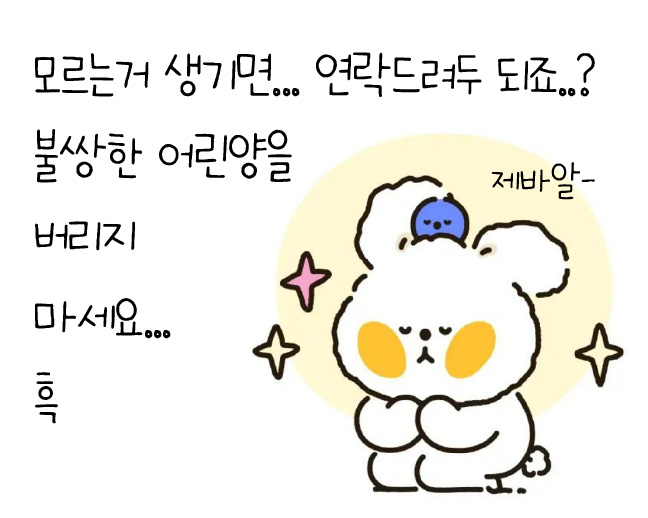 모르는거 생기면... 연락드려두 되죠..?
불쌍한 어린양을
제바알~
버리지
마세요...
흑